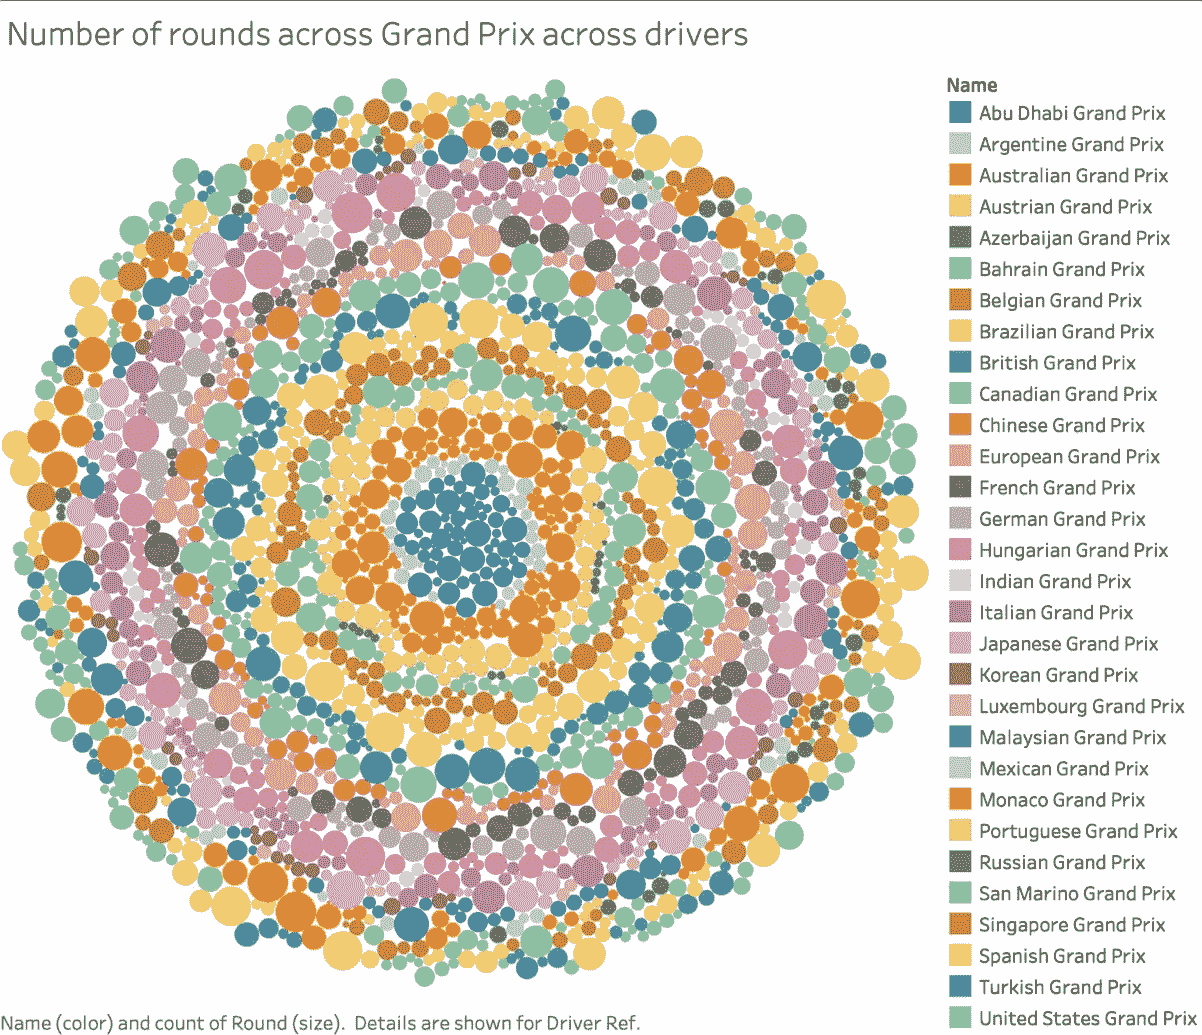 Number of rounds across Grand Prix across drivers
Name
Abu Dhabi Grand Prix
Argentine Grand Prix
Australian Grand Prix
Austrian Grand Prix
Azerbaijan Grand Prix
Bahrain Grand Prix
Belgian Grand Prix
Brazilian Grand Prix
British Grand Prix
Canadian Grand Prix
Chinese Grand Prix
European Grand Prix
French Grand Prix
German Grand Prix
Hungarian Grand Prix
Indian Grand Prix
Italian Grand Prix
Japanese Grand Prix
Korean Grand Prix
Luxembourg Grand Prix
Malaysian Grand Prix
Mexican Grand Prix
Monaco Grand Prix
Portuguese Grand Prix
Russian Grand Prix
San Marino Grand Prix
Singapore Grand Prix
Spanish Grand Prix
Turkish Grand Prix
United States Grand Prix
Name (color) and count of Round (size). Details are shown for Driver Ref.